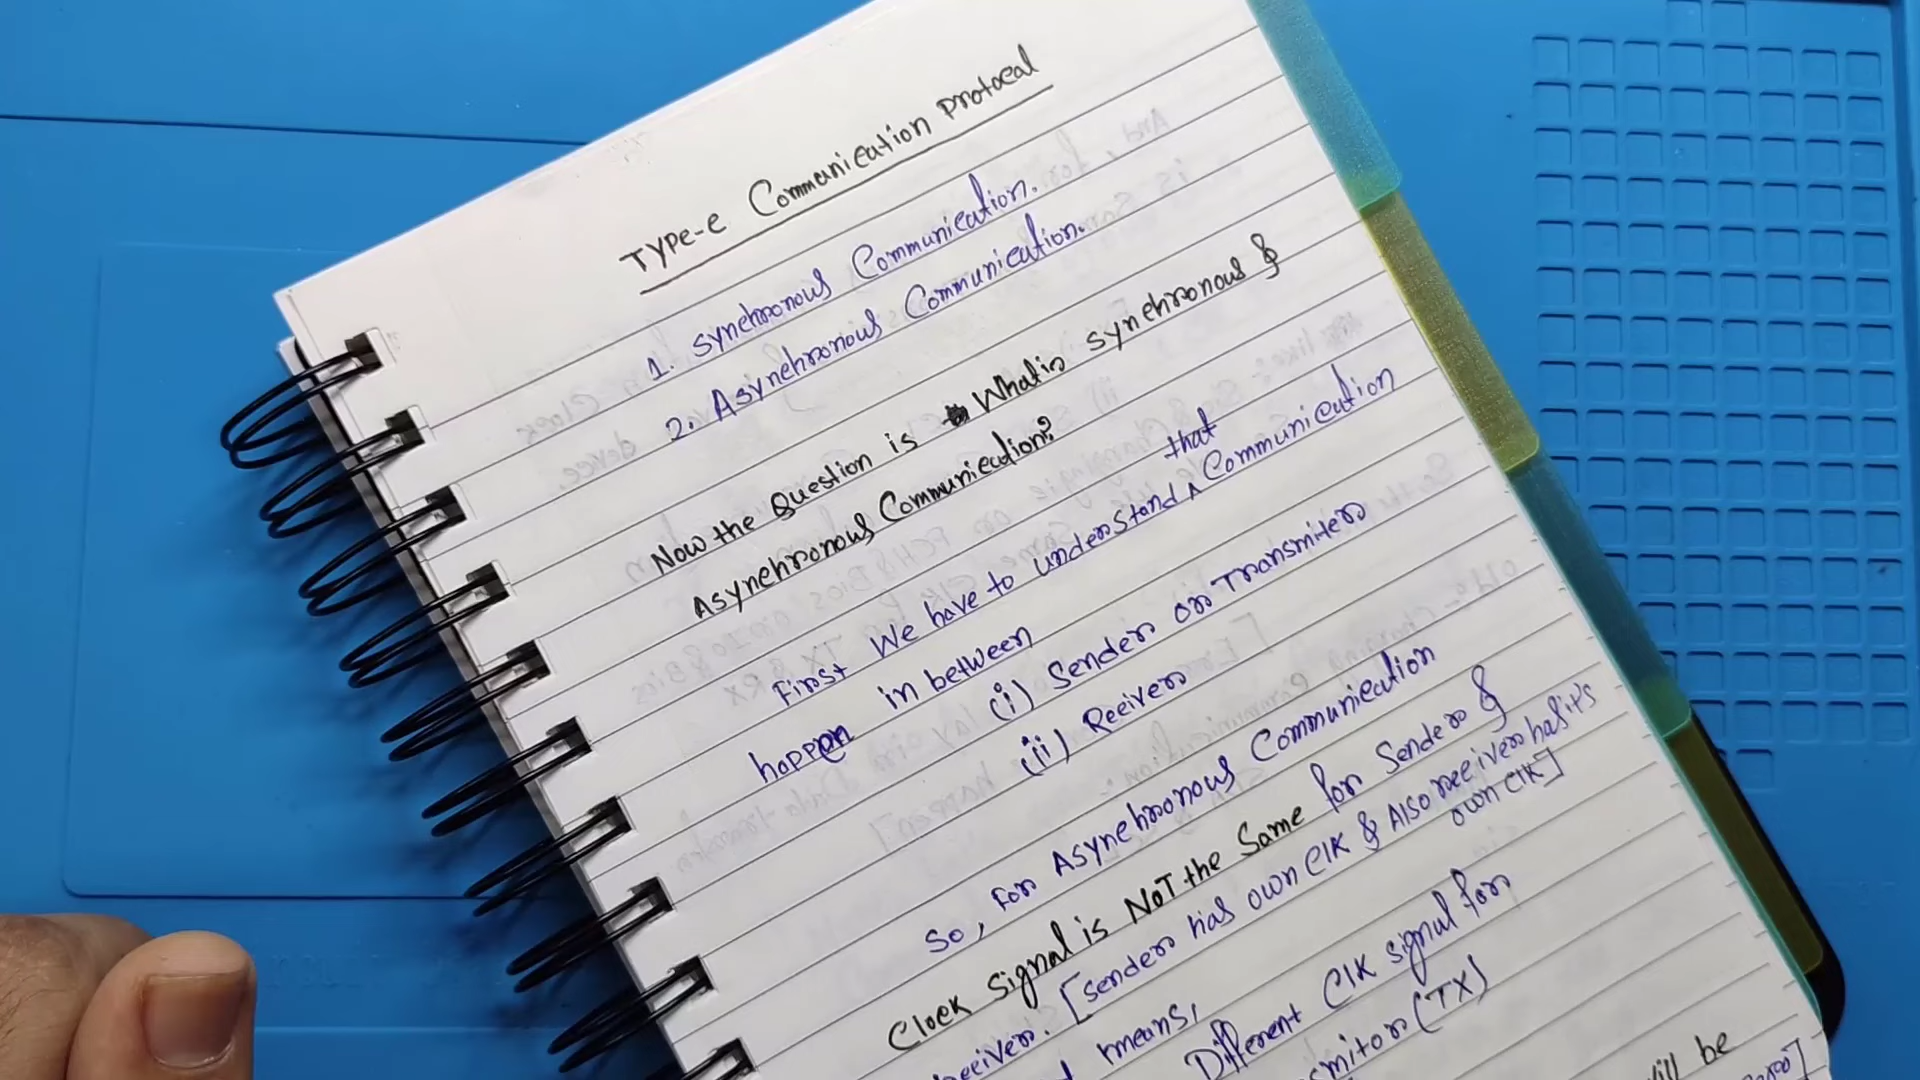 TYPE-C Communication Protocal
1. Synchronous Communication.
2. Asynchronous Communication.
Now the Question is What is synchronous &
Asynchronous Communication?
First We have to understand that Communication
happen in between
(i) Sender or Transmiter
(ii) Receiver
So, For Asynchronous Communication
Clock signal is NOT the Same for Sender &
receiver. [Sender has own CLK & Also receiver has it's
own CLK]
means,
Different CLK signal for
(TX)
will be